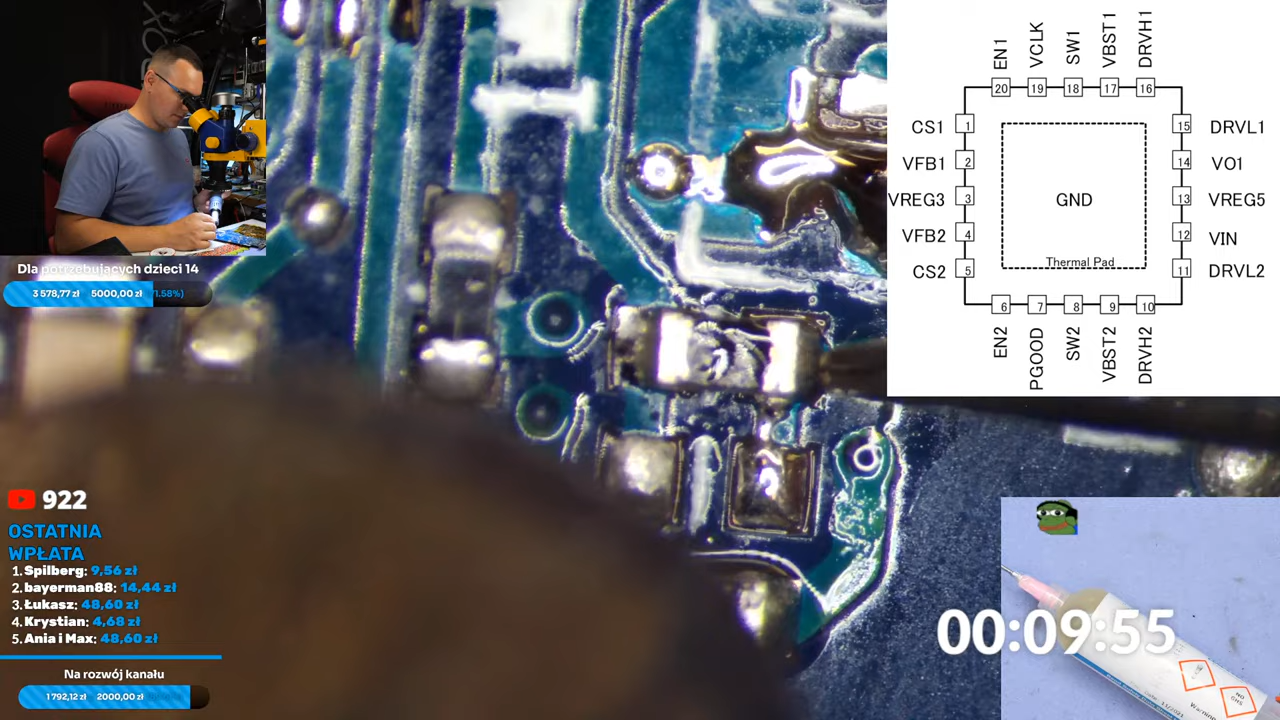 Dla potrzebujących dzieci 14
3 578,77 zł 5000,00 zł
922
OSTATNIA
WPŁATA
1. Spilberg: 9,56 zł
2. bayerman88: 14,44 zł
3. Łukasz: 48,60 zł
4. Krystian: 4,68 zł
5. Ania i Max: 48,60 zł
Na rozwój kanału
1 792,12 zł 2000,00 zł
EN1
VCLK
SW1
VBST1
DRVH1
20 19 18 17 16
CS1 1
VFB1 2
VREG3 3
VFB2 4
CS2 5
GND
Thermal Pad
15 DRVL1
14 VO1
13 VREG5
12 VIN
11 DRVL2
6 7 8 9 10
EN2
PGOOD
SW2
VBST2
DRVH2
00:09:55
No